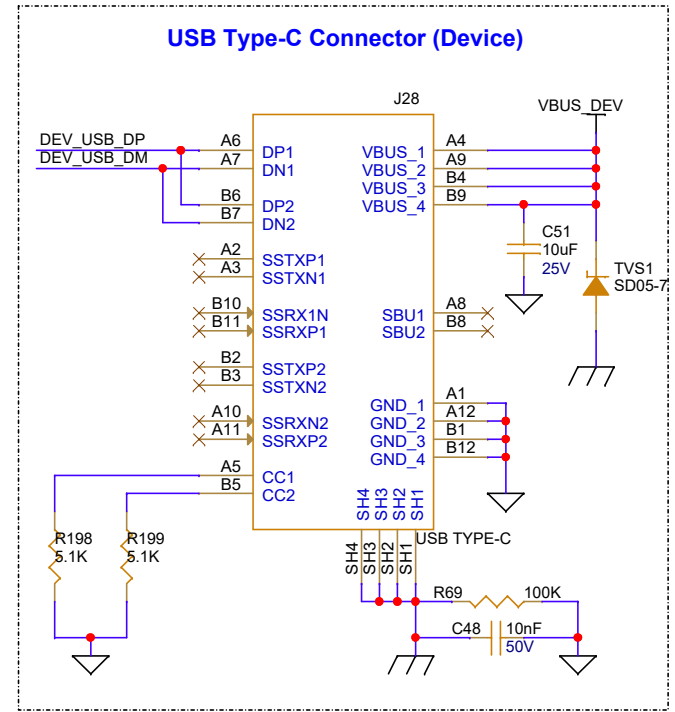 USB Type-C Connector (Device)
J28
VBUS_DEV
DEV_USB_DP
DEV_USB_DM
A6 DP1
A7 DN1
B6 DP2
B7 DN2
A2 SSTXP1
A3 SSTXN1
B10 SSRX1N
B11 SSRXP1
B2 SSTXP2
B3 SSTXN2
A10 SSRXN2
A11 SSRXP2
A5 CC1
B5 CC2
VBUS_1 A4
VBUS_2 A9
VBUS_3 B4
VBUS_4 B9
C51
10uF
25V
TVS1
SD05-7
SBU1 A8
SBU2 B8
GND_1 A1
GND_2 A12
GND_3 B1
GND_4 B12
SH4 SH3 SH2 SH1
USB TYPE-C
SH4 SH3 SH2 SH1
R198
5.1K
R199
5.1K
R69 100K
C48 10nF
50V